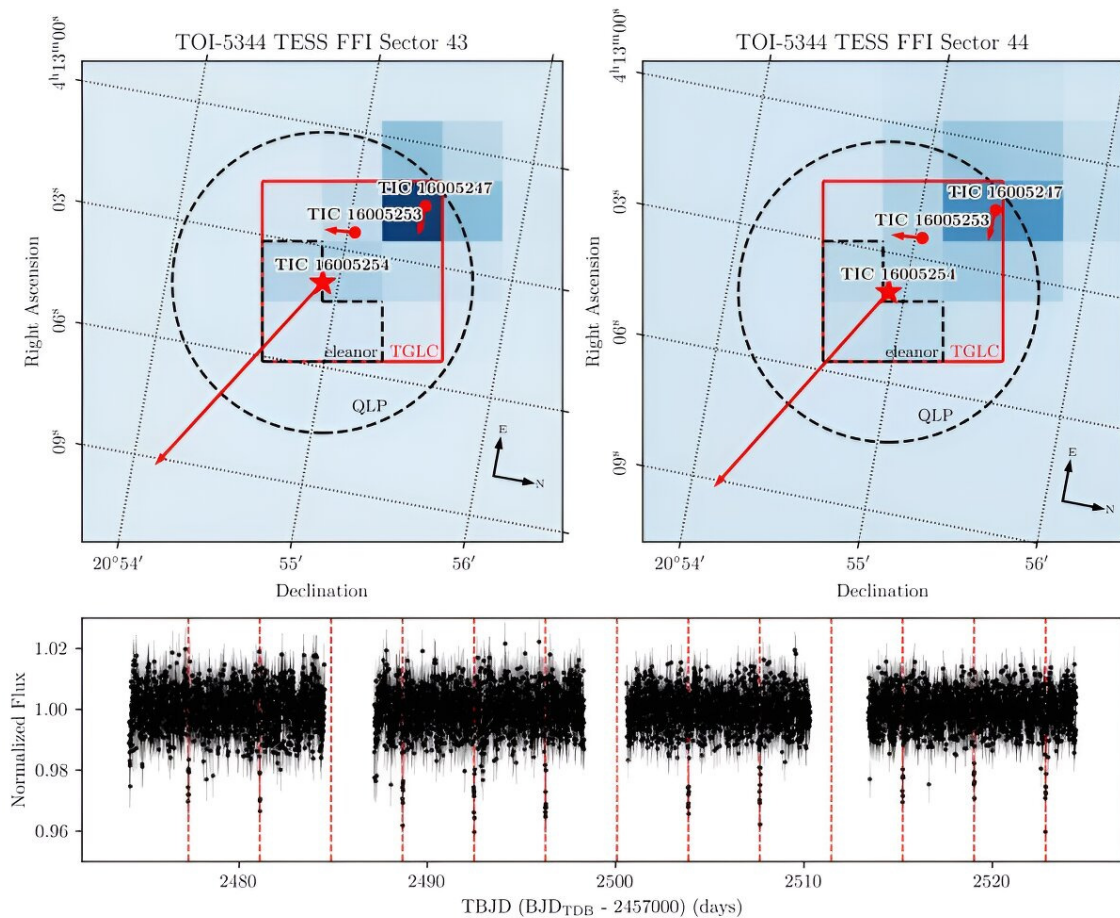 TOI-5344 TESS FFI Sector 43
4ʰ13ᵐ00ˢ
03ˢ
06ˢ
09ˢ
Right Ascension
TIC 16005247
TIC 16005253
TIC 16005254
eleanor
TGLC
QLP
E
N
20°54′
55′
56′
Declination
TOI-5344 TESS FFI Sector 44
4ʰ13ᵐ00ˢ
03ˢ
06ˢ
09ˢ
Right Ascension
TIC 16005247
TIC 16005253
TIC 16005254
eleanor
TGLC
QLP
E
N
20°54′
55′
56′
Declination
Normalized Flux
1.02
1.00
0.98
0.96
2480
2490
2500
2510
2520
TBJD (BJD_TDB - 2457000) (days)